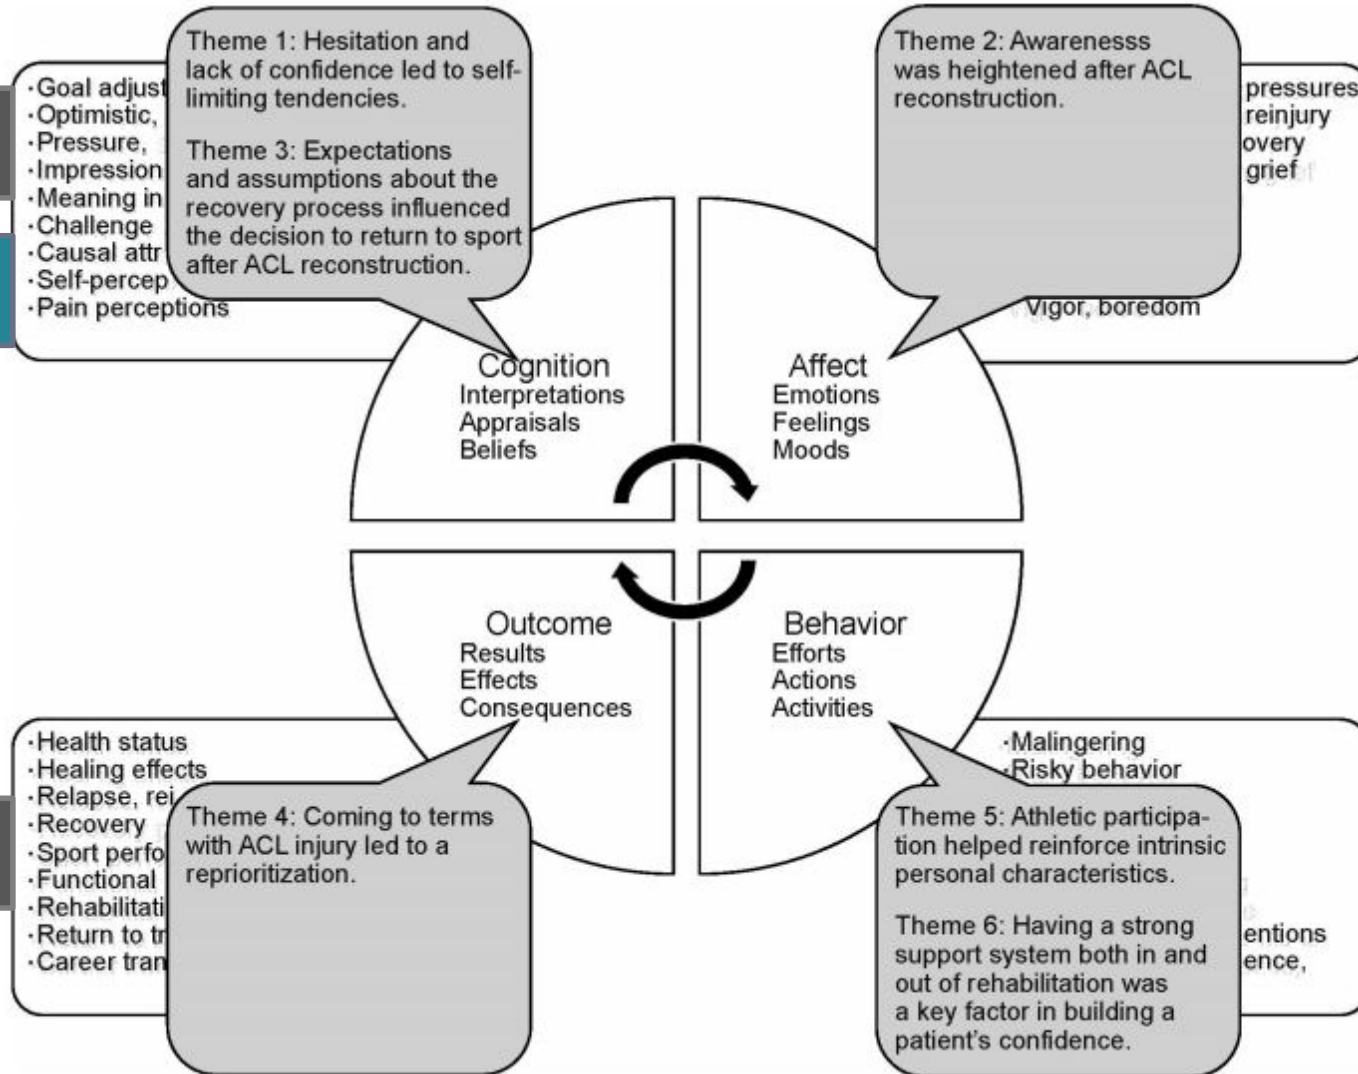 Theme 1: Hesitation and
lack of confidence led to self-
limiting tendencies.
Theme 3: Expectations
and assumptions about the
recovery process influenced
the decision to return to sport
after ACL reconstruction.
·Goal adjust
·Optimistic,
·Pressure,
·Impression
·Meaning in
·Challenge
·Causal attr
·Self-percep
·Pain perceptions
Theme 2: Awarenesss
was heightened after ACL
reconstruction.
pressures
reinjury
overy
grief
Vigor, boredom
Cognition
Interpretations
Appraisals
Beliefs
Affect
Emotions
Feelings
Moods
Outcome
Results
Effects
Consequences
Behavior
Efforts
Actions
Activities
·Health status
·Healing effects
·Relapse, rei
·Recovery
·Sport perfo
·Functional
·Rehabilitati
·Return to tr
·Career tran
Theme 4: Coming to terms
with ACL injury led to a
reprioritization.
·Malingering
·Risky behavior
entions
ence,
Theme 5: Athletic participa-
tion helped reinforce intrinsic
personal characteristics.
Theme 6: Having a strong
support system both in and
out of rehabilitation was
a key factor in building a
patient's confidence.